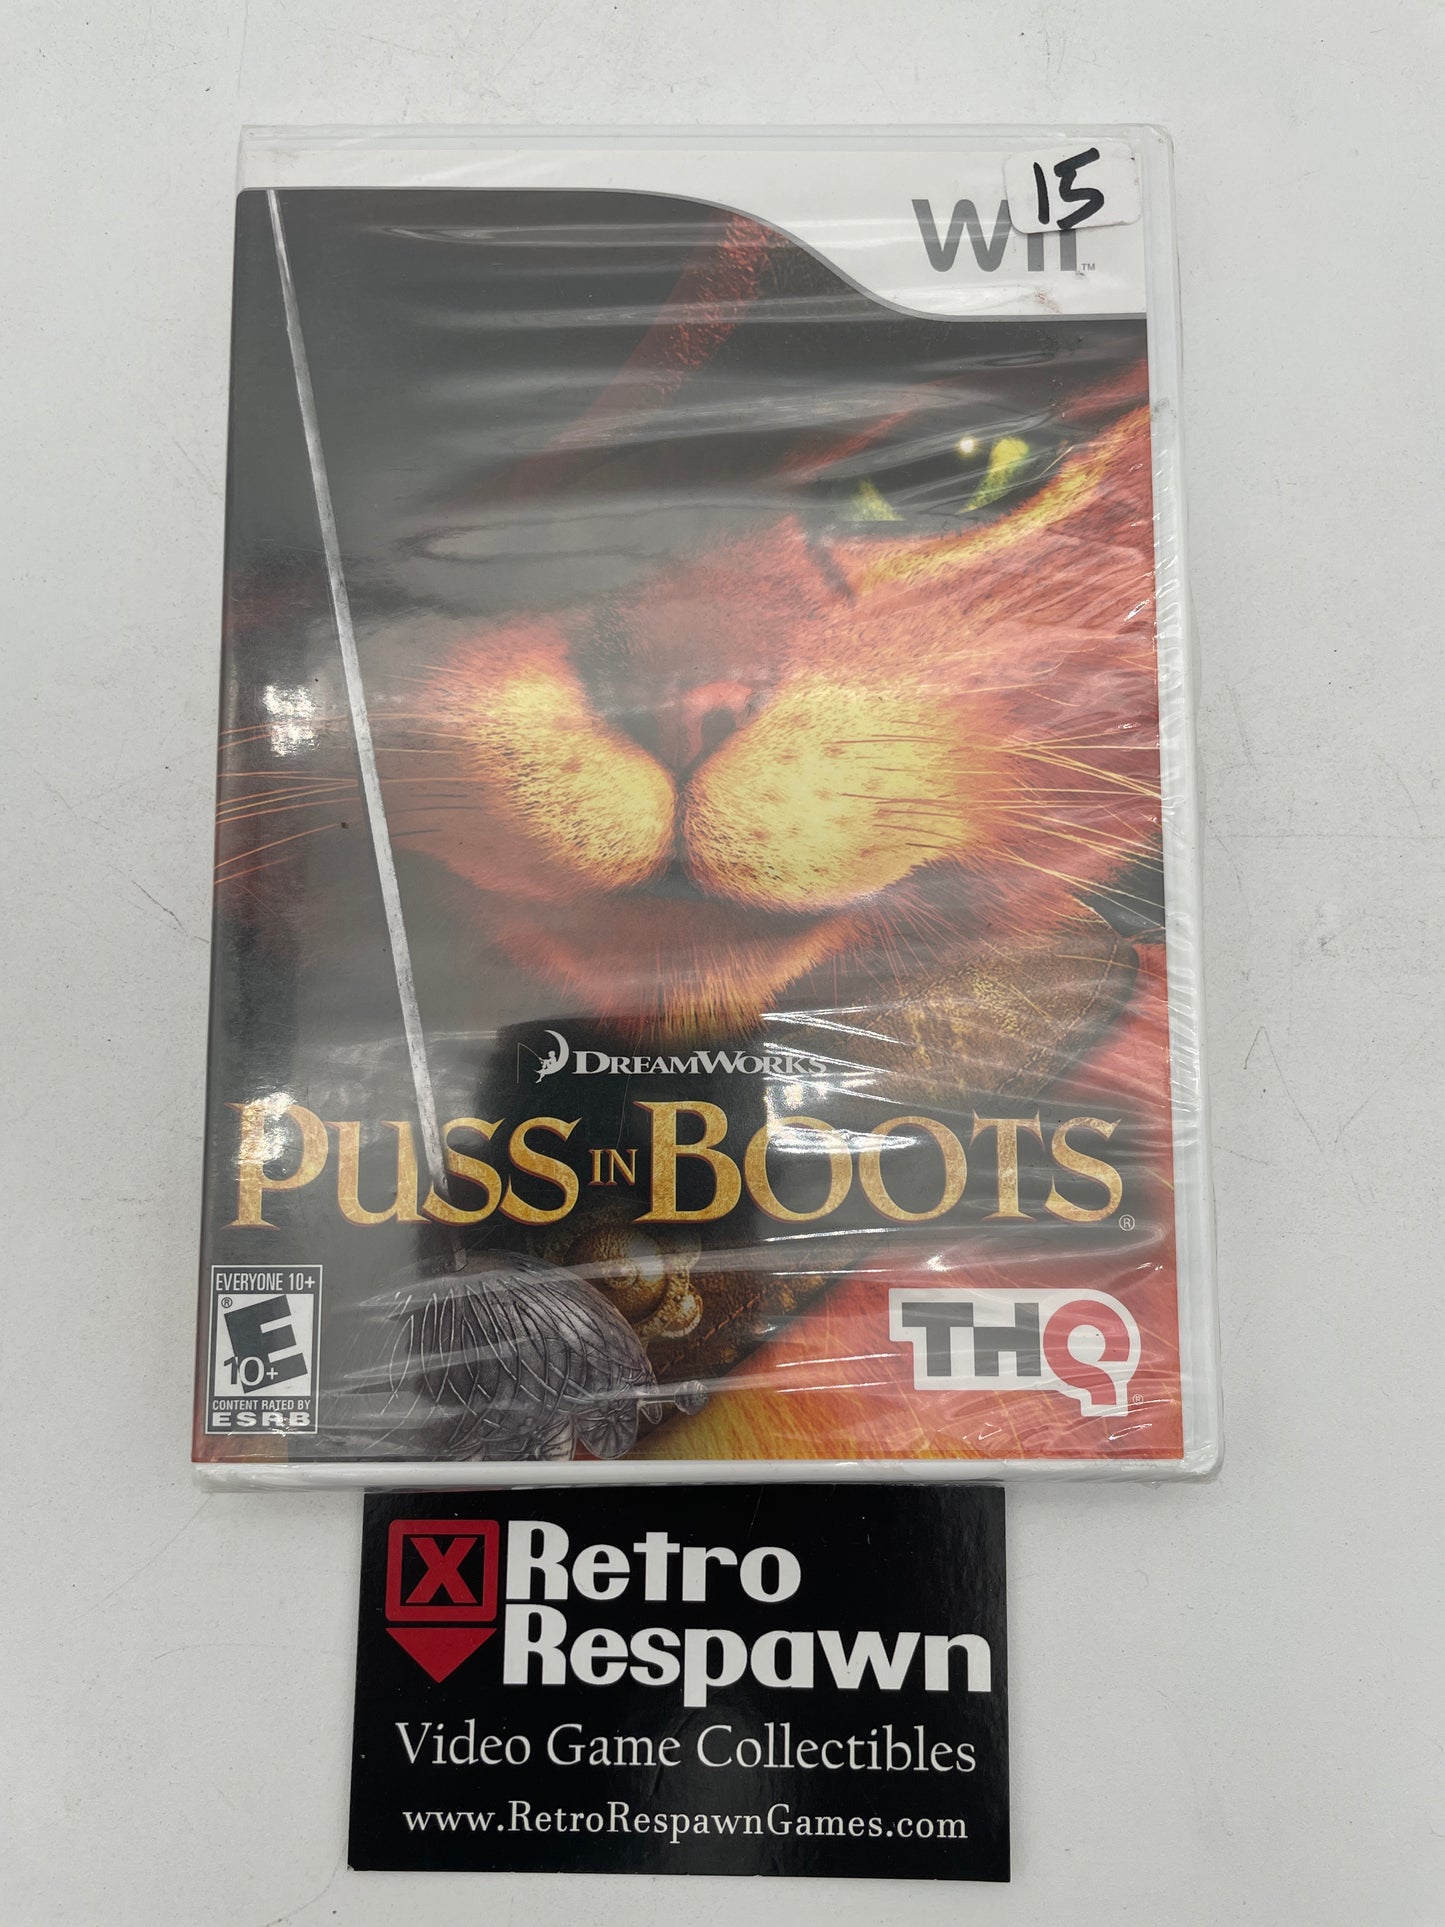 15
Wii™
DREAMWORKS
PUSS IN BOOTS®
EVERYONE 10+
®
E
10+
CONTENT RATED BY
ESRB
THQ
®
X Retro
Respawn
Video Game Collectibles
www.RetroRespawnGames.com